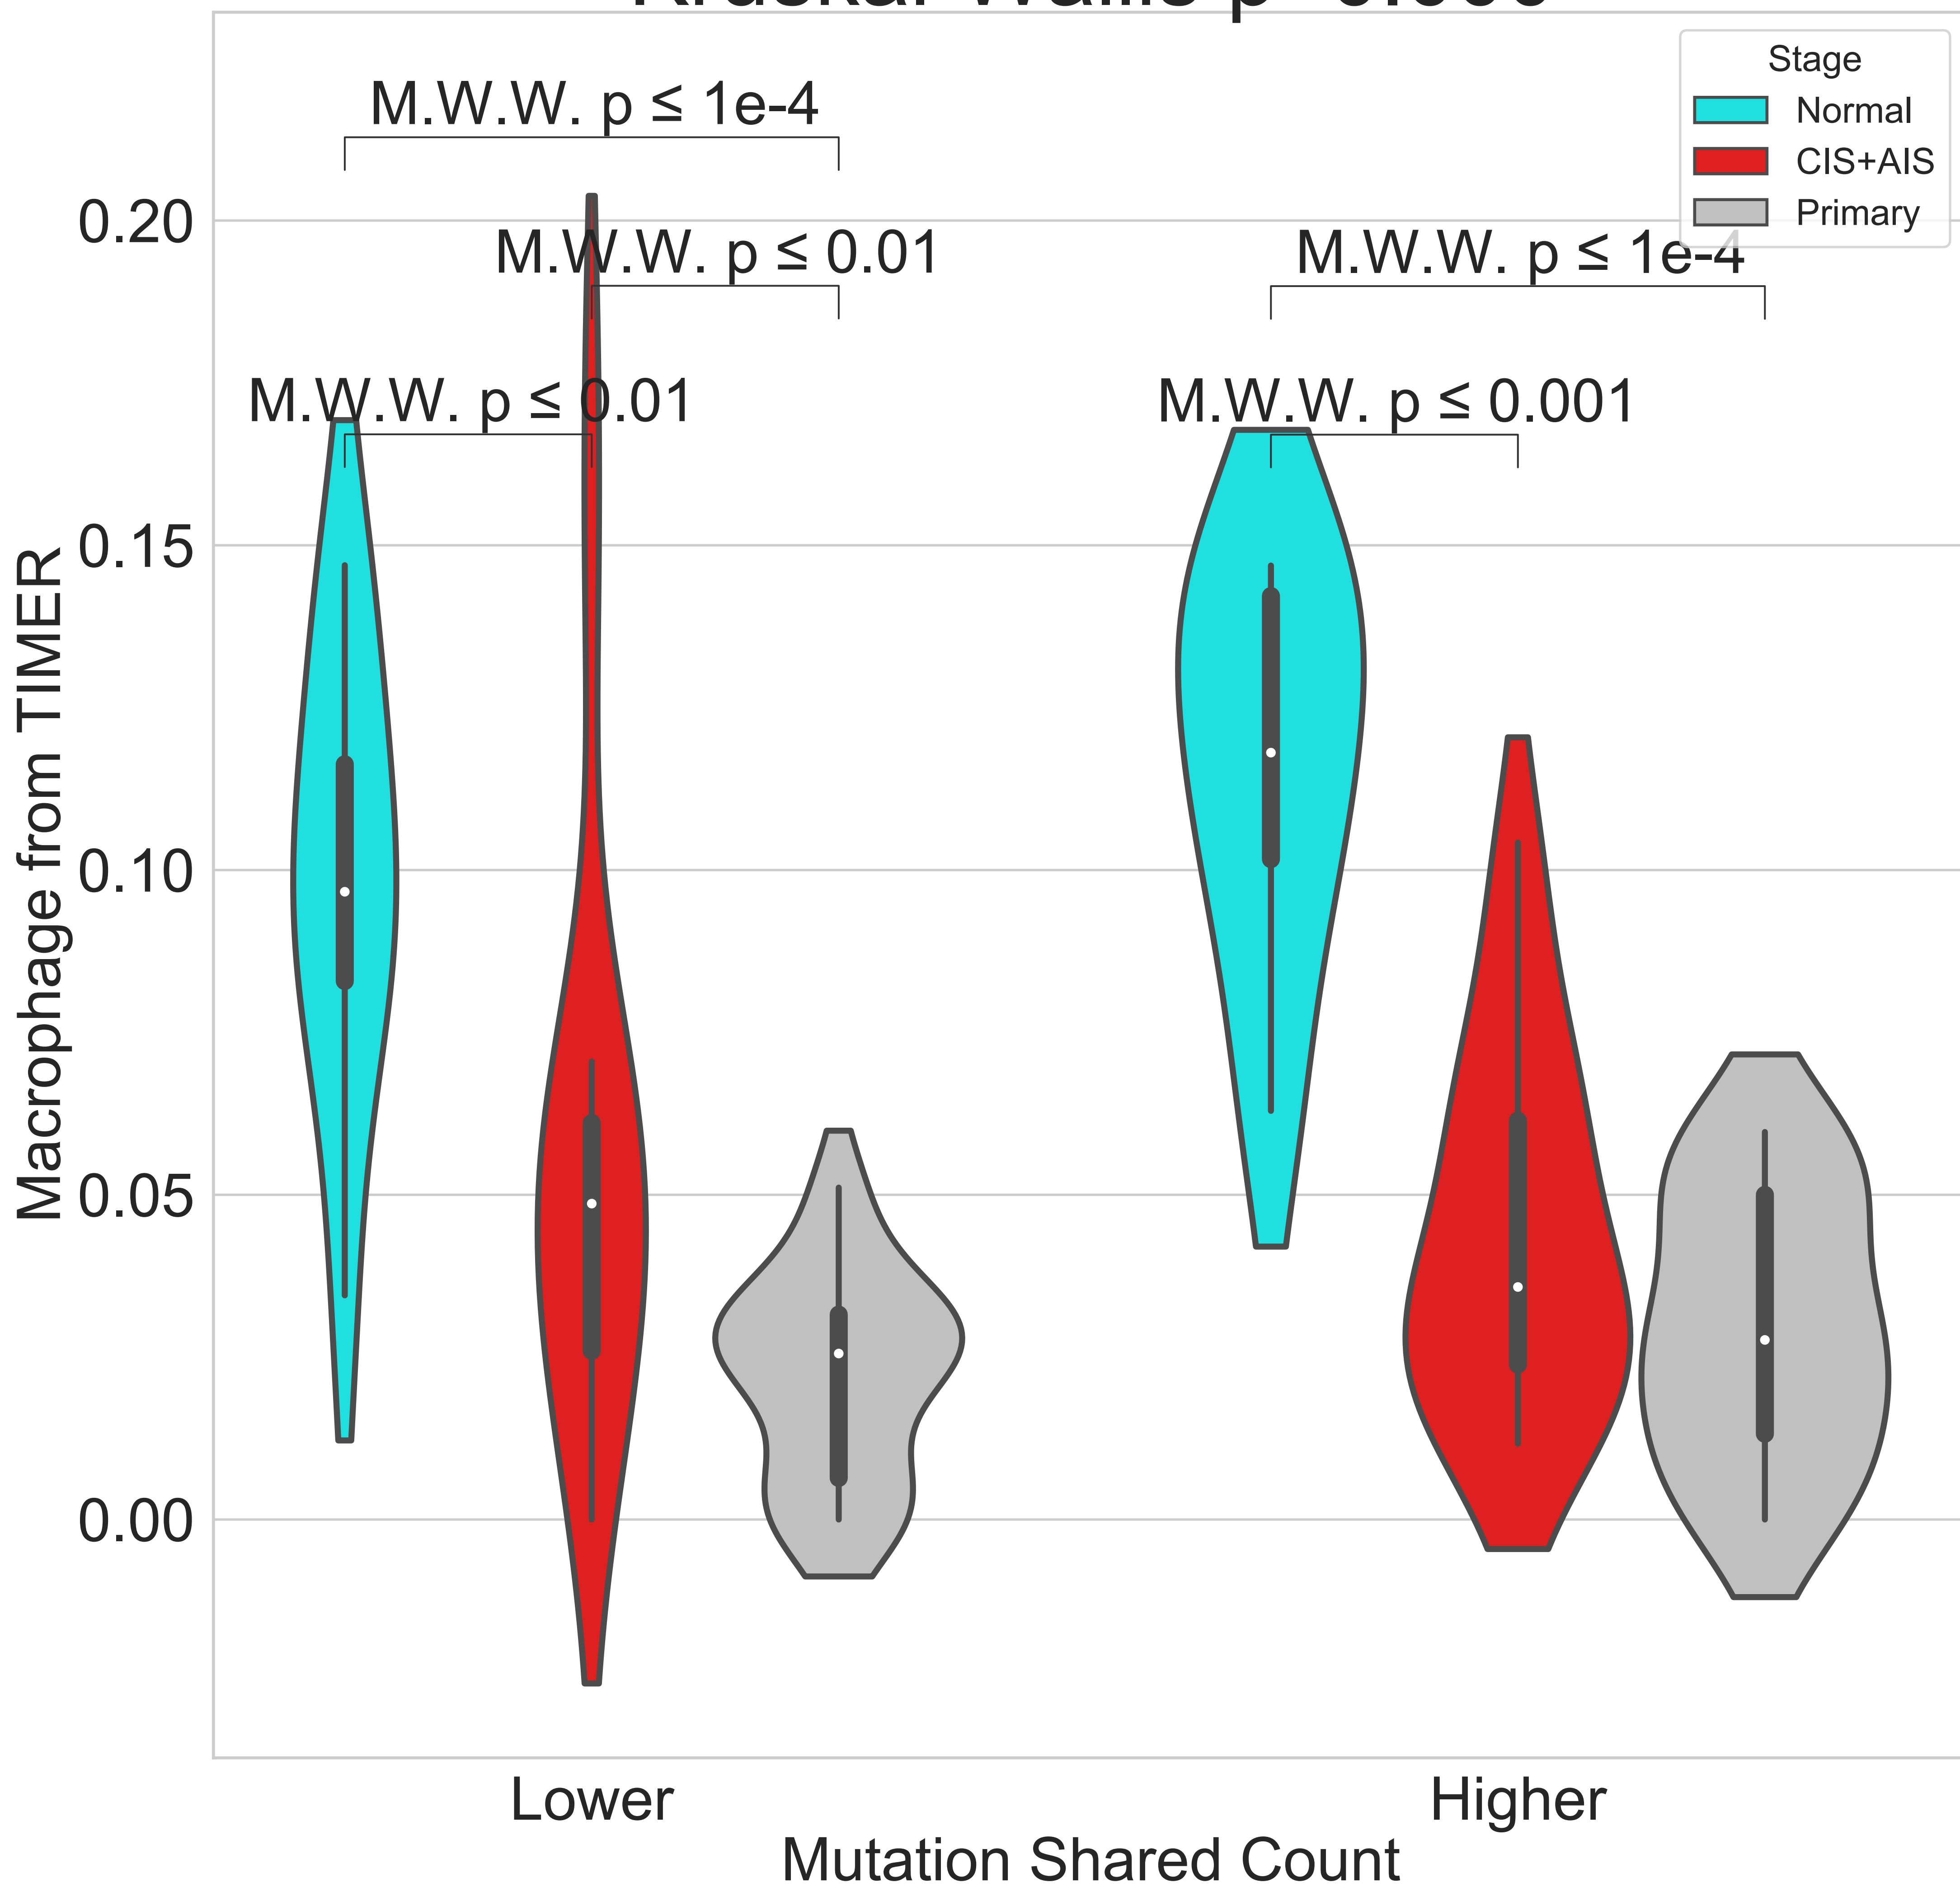 Stage
Normal
CIS+AIS
Primary
M.W.W. p ≤ 1e-4
M.W.W. p ≤ 0.01
M.W.W. p ≤ 1e-4
M.W.W. p ≤ 0.01
M.W.W. p ≤ 0.001
Macrophage from TIMER
0.20
0.15
0.10
0.05
0.00
Lower
Higher
Mutation Shared Count